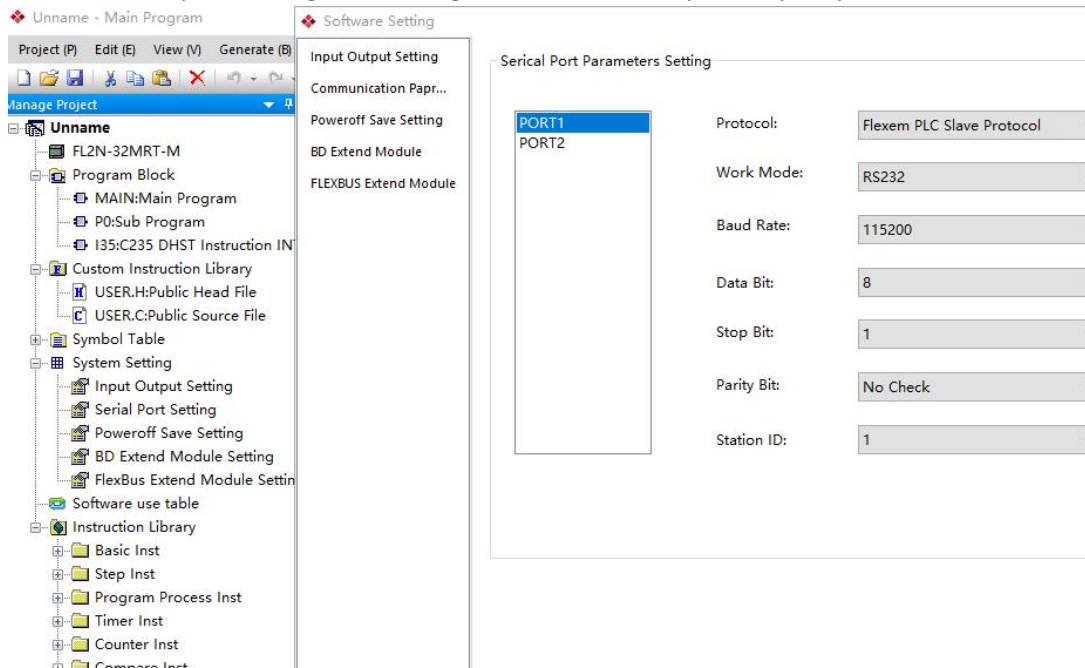 Unname - Main Program
Project (P) Edit (E) View (V) Generate (B)
Manage Project
Unname
FL2N-32MRT-M
Program Block
MAIN:Main Program
P0:Sub Program
I35:C235 DHST Instruction IN
Custom Instruction Library
USER.H:Public Head File
USER.C:Public Source File
Symbol Table
System Setting
Input Output Setting
Serial Port Setting
Poweroff Save Setting
BD Extend Module Setting
FlexBus Extend Module Settin
Software use table
Instruction Library
Basic Inst
Step Inst
Program Process Inst
Timer Inst
Counter Inst
Compare Inst
Software Setting
Input Output Setting
Communication Papr...
Poweroff Save Setting
BD Extend Module
FLEXBUS Extend Module
Serical Port Parameters Setting
PORT1
PORT2
Protocol: Flexem PLC Slave Protocol
Work Mode: RS232
Baud Rate: 115200
Data Bit: 8
Stop Bit: 1
Parity Bit: No Check
Station ID: 1